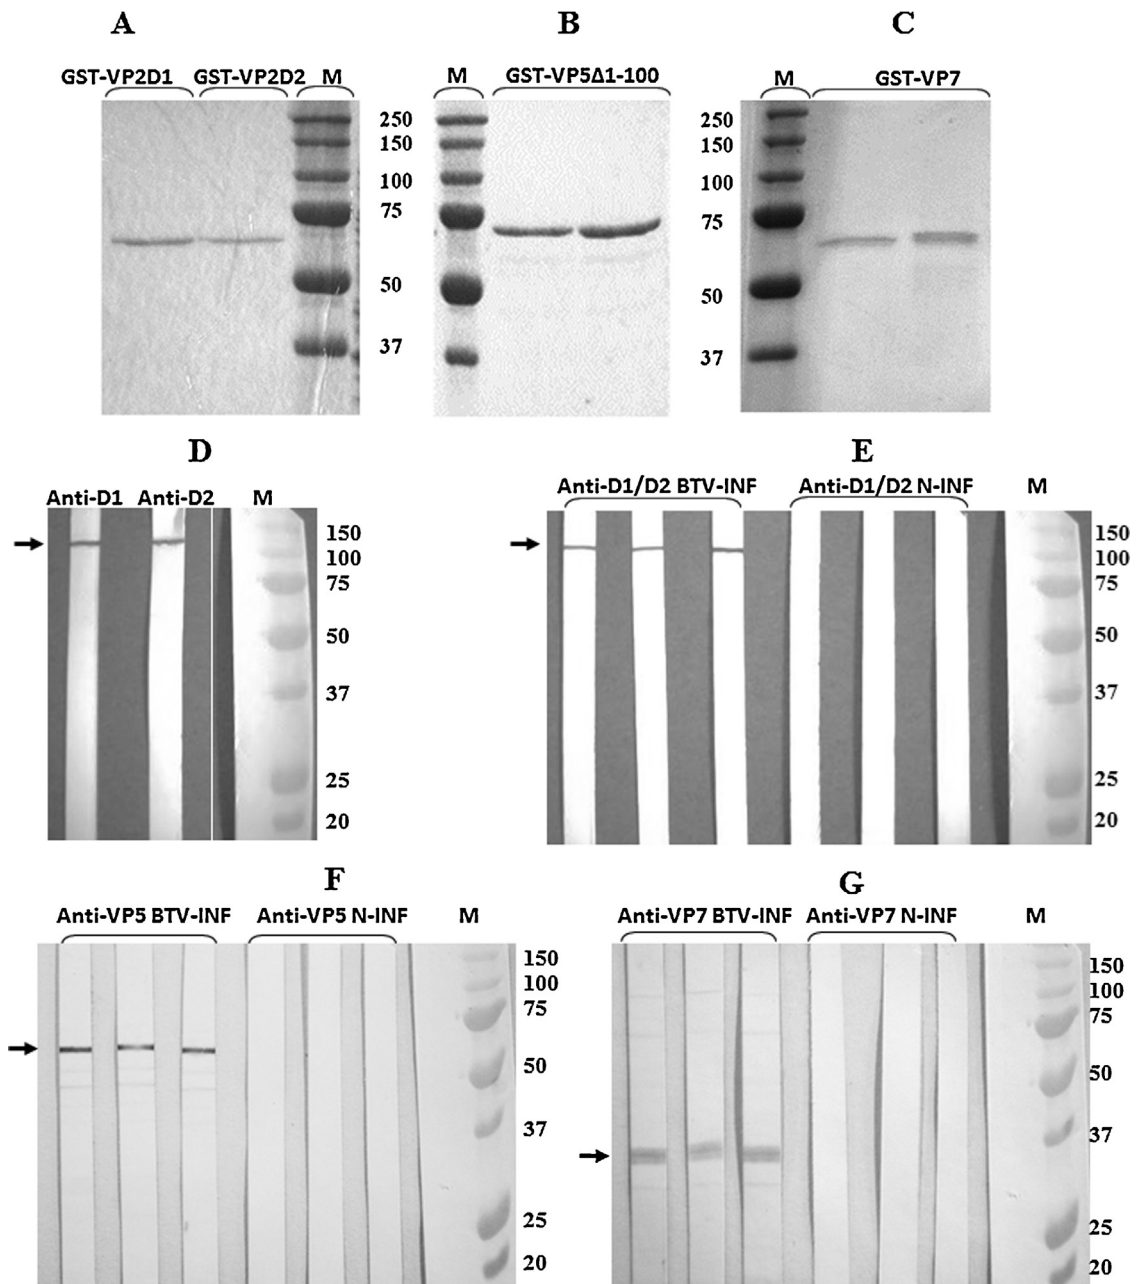 A
B
C
GST-VP2D1 GST-VP2D2 M
M GST-VP5Δ1-100
M GST-VP7
250
150
100
75
50
37
250
150
100
75
50
37
D
E
Anti-D1 Anti-D2 M
Anti-D1/D2 BTV-INF Anti-D1/D2 N-INF M
150
100
75
50
37
25
20
150
100
75
50
37
25
20
F
G
Anti-VP5 BTV-INF Anti-VP5 N-INF M
Anti-VP7 BTV-INF Anti-VP7 N-INF M
150
100
75
50
37
25
20
150
100
75
50
37
25
20